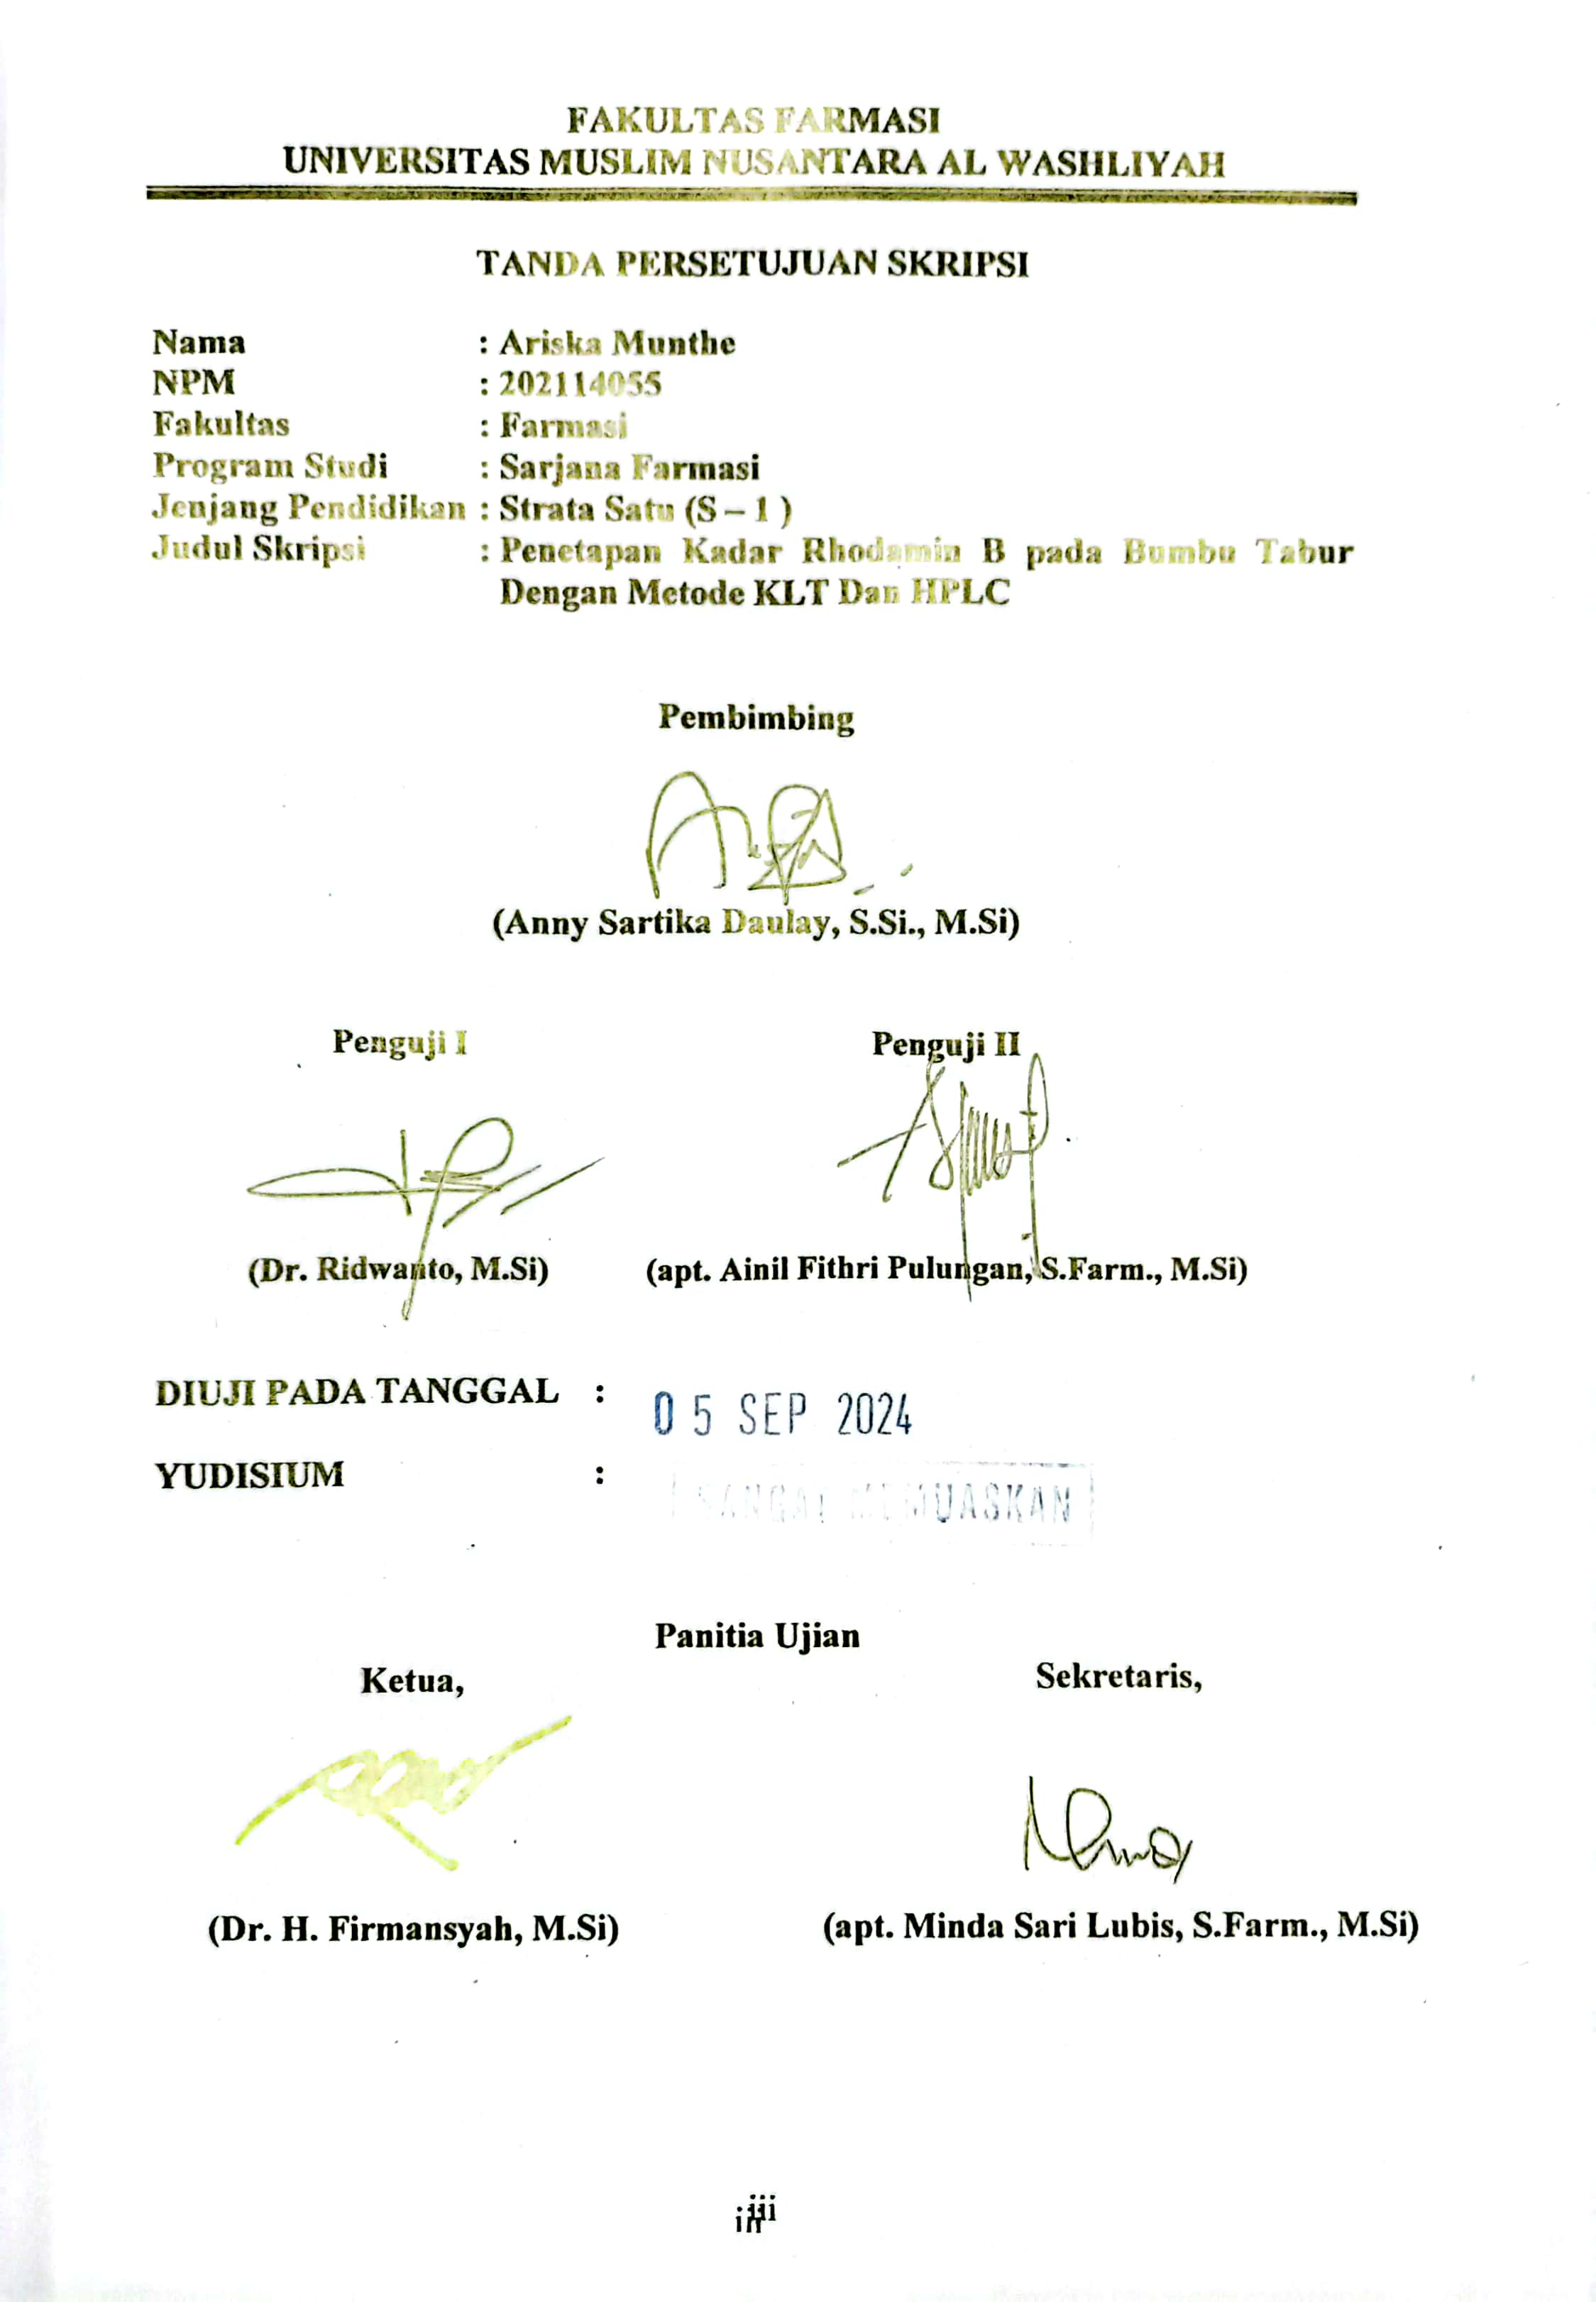 FAKULTAS FARMASI
UNIVERSITAS MUSLIM NUSANTARA AL WASHLIYAH
TANDA PERSETUJUAN SKRIPSI
Nama : Ariska Munthe
NPM : 202114055
Fakultas : Farmasi
Program Studi : Sarjana Farmasi
Jenjang Pendidikan : Strata Satu (S – 1 )
Judul Skripsi : Penetapan Kadar Rhodamin B pada Bumbu Tabur
Dengan Metode KLT Dan HPLC
Pembimbing
(Anny Sartika Daulay, S.Si., M.Si)
Penguji I Penguji II
(Dr. Ridwanto, M.Si) (apt. Ainil Fithri Pulungan, S.Farm., M.Si)
DIUJI PADA TANGGAL : 05 SEP 2024
YUDISIUM : SANGAT MEMUASKAN
Panitia Ujian
Ketua, Sekretaris,
(Dr. H. Firmansyah, M.Si) (apt. Minda Sari Lubis, S.Farm., M.Si)